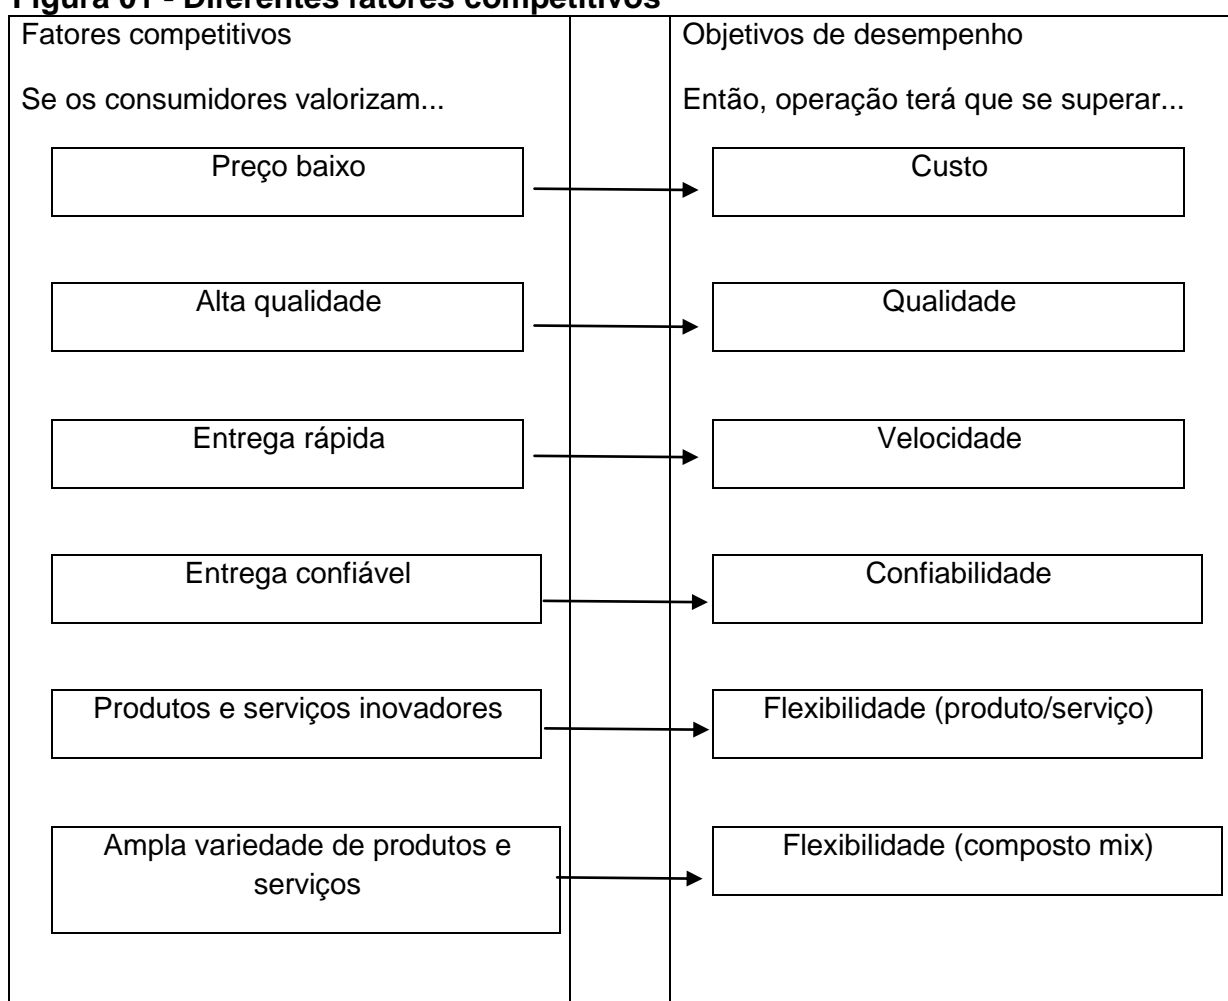 Figura 01 - Diferentes fatores competitivos
Fatores competitivos
Se os consumidores valorizam...
Objetivos de desempenho
Então, operação terá que se superar...
Preço baixo
Custo
Alta qualidade
Qualidade
Entrega rápida
Velocidade
Entrega confiável
Confiabilidade
Produtos e serviços inovadores
Flexibilidade (produto/serviço)
Ampla variedade de produtos e
serviços
Flexibilidade (composto mix)